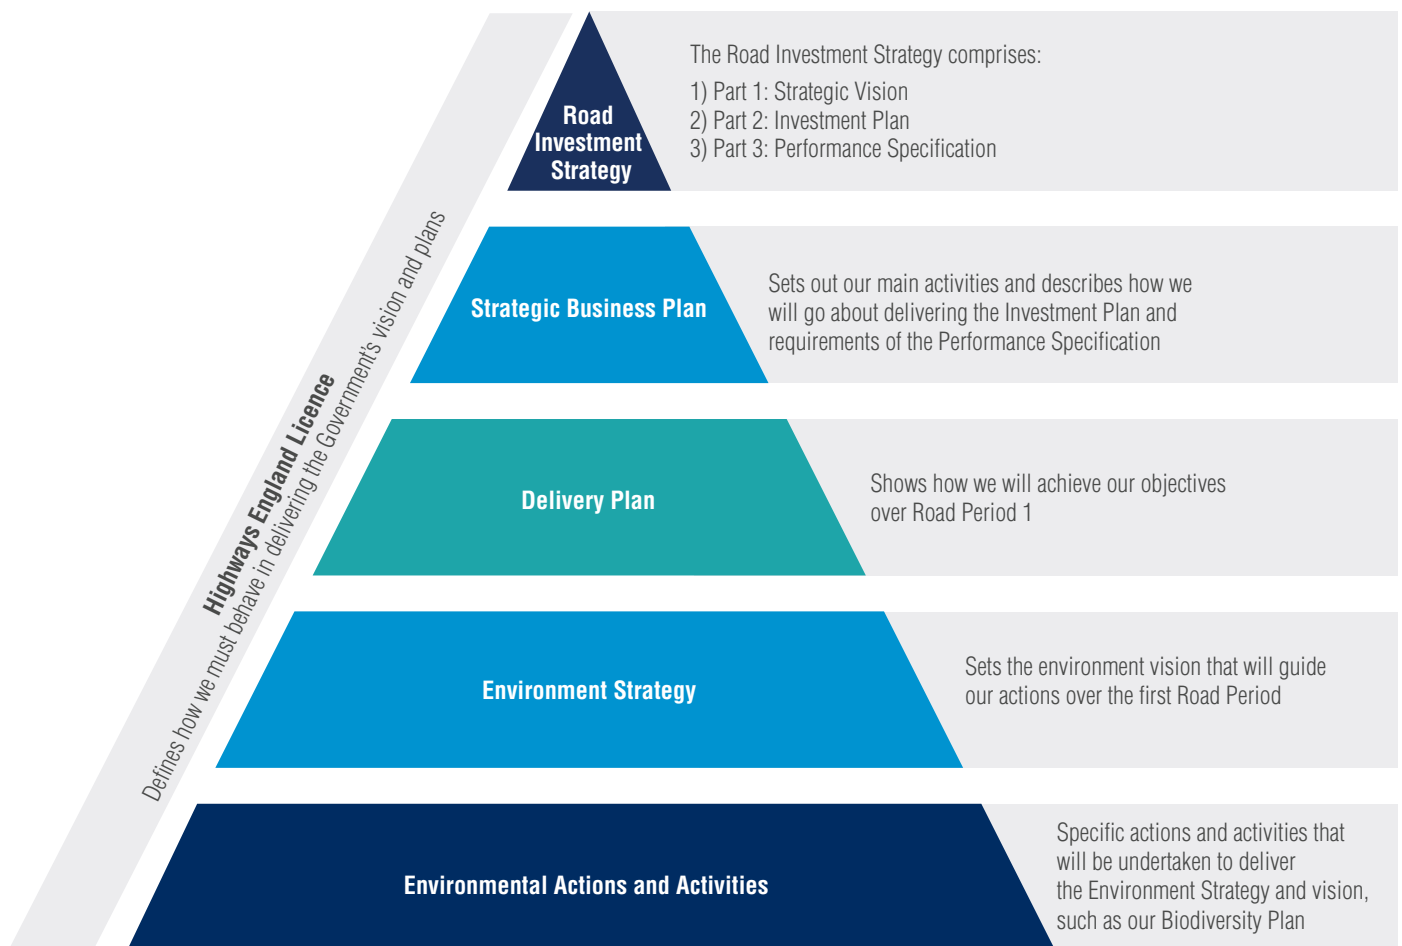 Road
Investment
Strategy
The Road Investment Strategy comprises:
1) Part 1: Strategic Vision
2) Part 2: Investment Plan
3) Part 3: Performance Specification
Highways England Licence
Defines how we must behave in delivering the Government's vision and plans
Strategic Business Plan
Sets out our main activities and describes how we
will go about delivering the Investment Plan and
requirements of the Performance Specification
Delivery Plan
Shows how we will achieve our objectives
over Road Period 1
Environment Strategy
Sets the environment vision that will guide
our actions over the first Road Period
Environmental Actions and Activities
Specific actions and activities that
will be undertaken to deliver
the Environment Strategy and vision,
such as our Biodiversity Plan